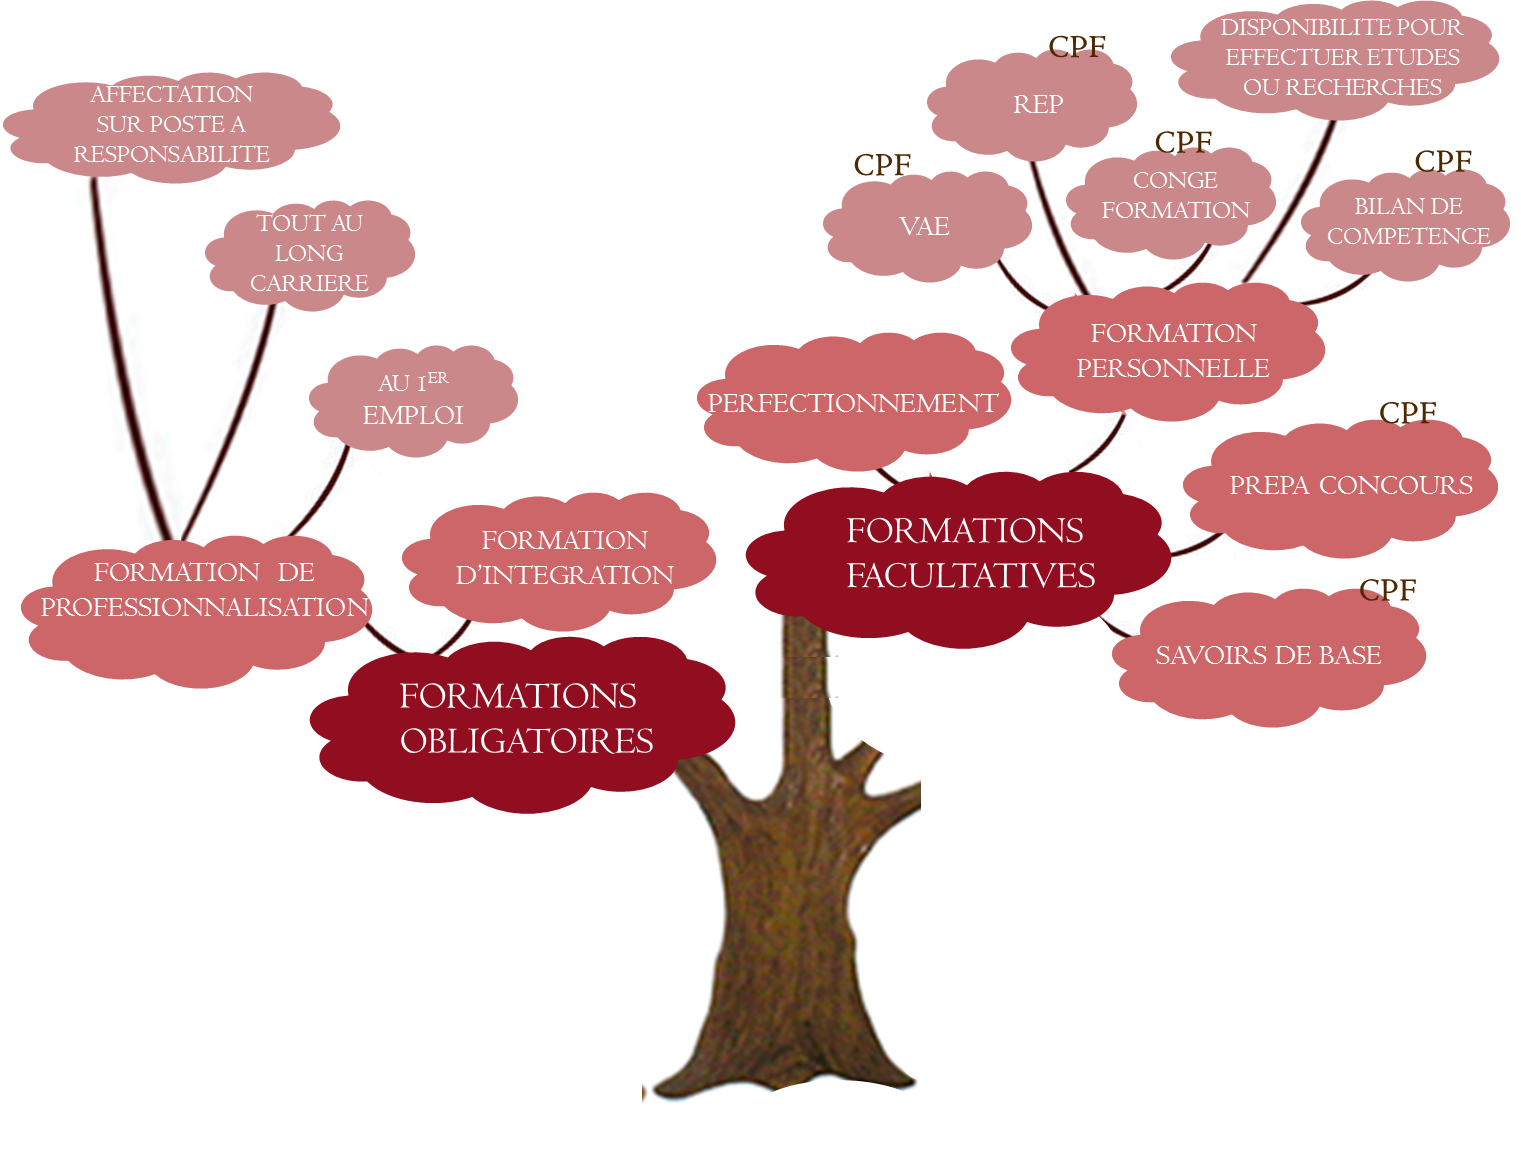 AFFECTATION
SUR POSTE A
RESPONSABILITE
TOUT AU
LONG
CARRIERE
AU 1ER
EMPLOI
FORMATION DE
PROFESSIONNALISATION
FORMATION
D’INTEGRATION
FORMATIONS
OBLIGATOIRES
CPF
REP
DISPONIBILITE POUR
EFFECTUER ETUDES
OU RECHERCHES
CPF
VAE
CPF
CONGE
FORMATION
CPF
BILAN DE
COMPETENCE
FORMATION
PERSONNELLE
PERFECTIONNEMENT
CPF
PREPA CONCOURS
FORMATIONS
FACULTATIVES
CPF
SAVOIRS DE BASE